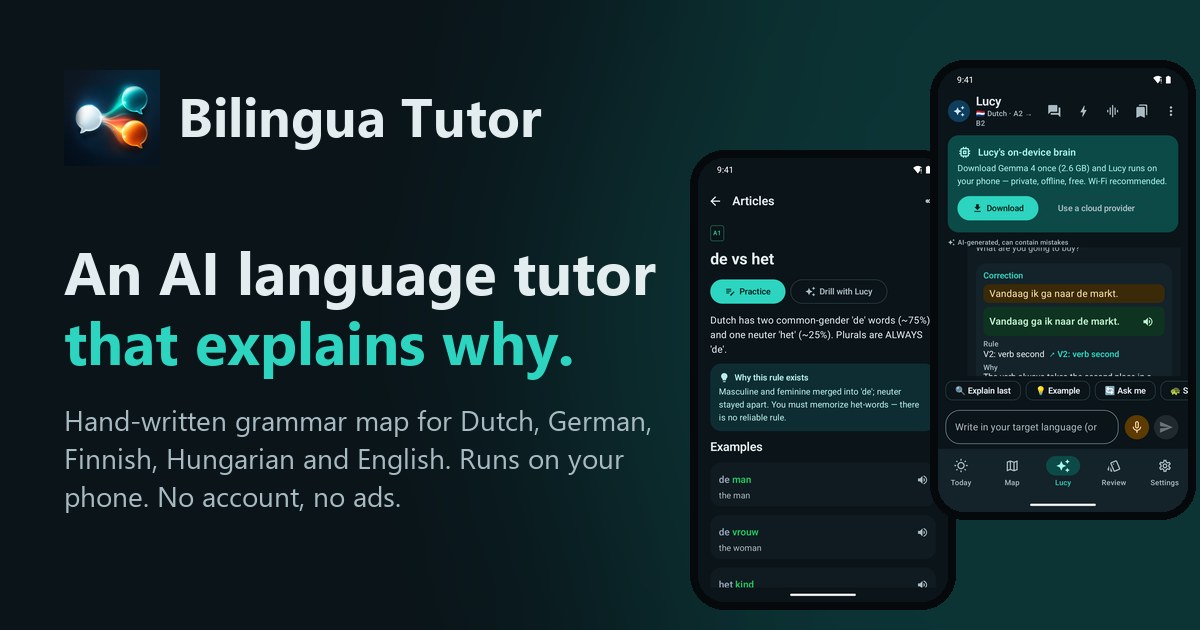 Bilingua Tutor
An AI language tutor
that explains why.
Hand-written grammar map for Dutch, German,
Finnish, Hungarian and English. Runs on your
phone. No account, no ads.
9:41
Articles
A1
de vs het
Practice
Drill with Lucy
Dutch has two common-gender 'de' words (~75%)
and one neuter 'het' (~25%). Plurals are ALWAYS
'de'.
Why this rule exists
Masculine and feminine merged into 'de'; neuter
stayed apart. You must memorize het-words — there
is no reliable rule.
Examples
de man
the man
de vrouw
the woman
het kind
9:41
Lucy
Dutch · A2 →
B2
Lucy's on-device brain
Download Gemma 4 once (2.6 GB) and Lucy runs on
your phone — private, offline, free. Wi-Fi recommended.
Download
Use a cloud provider
AI-generated, can contain mistakes
What are you going to buy?
Correction
Vandaag ik ga naar de markt.
Vandaag ga ik naar de markt.
Rule
V2: verb second ↗ V2: verb second
Why
The verb always takes the second place in a
🔍 Explain last
💡 Example
🔄 Ask me
🐢 S
Write in your target language (or
Today
Map
Lucy
Review
Settings